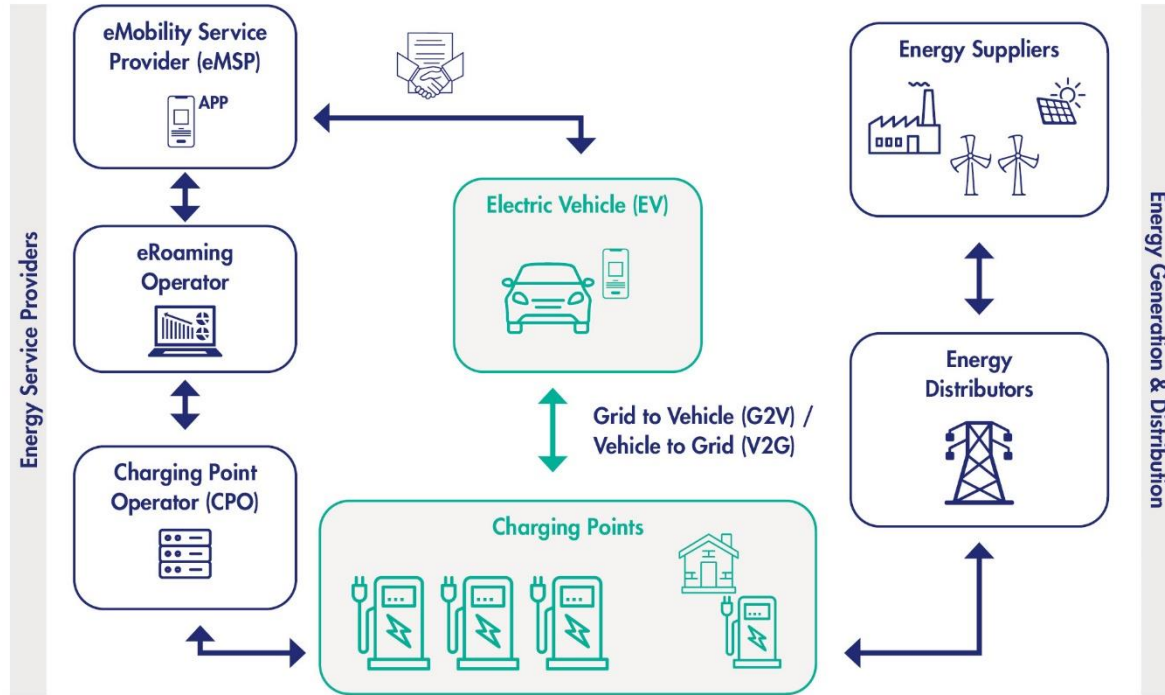 Energy Service Providers
eMobility Service
Provider (eMSP)
APP
eRoaming
Operator
Charging Point
Operator (CPO)
Electric Vehicle (EV)
Grid to Vehicle (G2V) /
Vehicle to Grid (V2G)
Charging Points
Energy Suppliers
Energy
Distributors
Energy Generation & Distribution